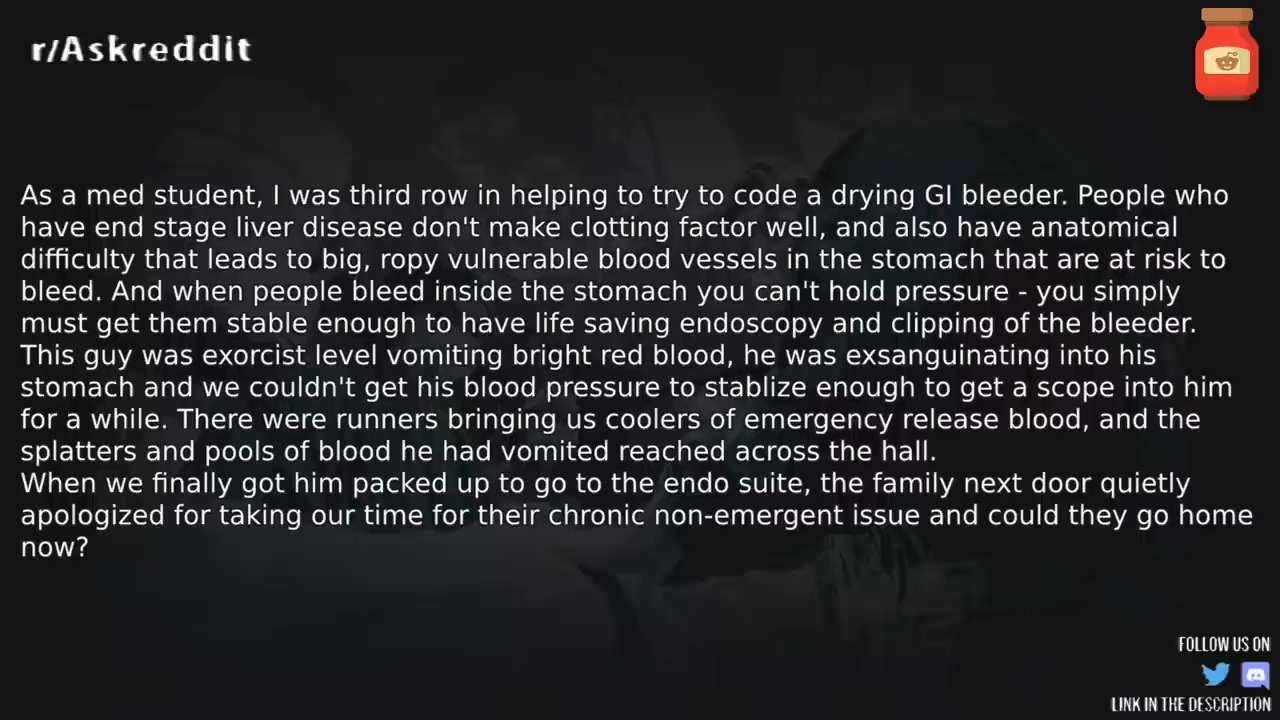 r/Askreddit
As a med student, I was third row in helping to try to code a drying GI bleeder. People who
have end stage liver disease don't make clotting factor well, and also have anatomical
difficulty that leads to big, ropy vulnerable blood vessels in the stomach that are at risk to
bleed. And when people bleed inside the stomach you can't hold pressure - you simply
must get them stable enough to have life saving endoscopy and clipping of the bleeder.
This guy was exorcist level vomiting bright red blood, he was exsanguinating into his
stomach and we couldn't get his blood pressure to stablize enough to get a scope into him
for a while. There were runners bringing us coolers of emergency release blood, and the
splatters and pools of blood he had vomited reached across the hall.
When we finally got him packed up to go to the endo suite, the family next door quietly
apologized for taking our time for their chronic non-emergent issue and could they go home
now?
FOLLOW US ON
LINK IN THE DESCRIPTION